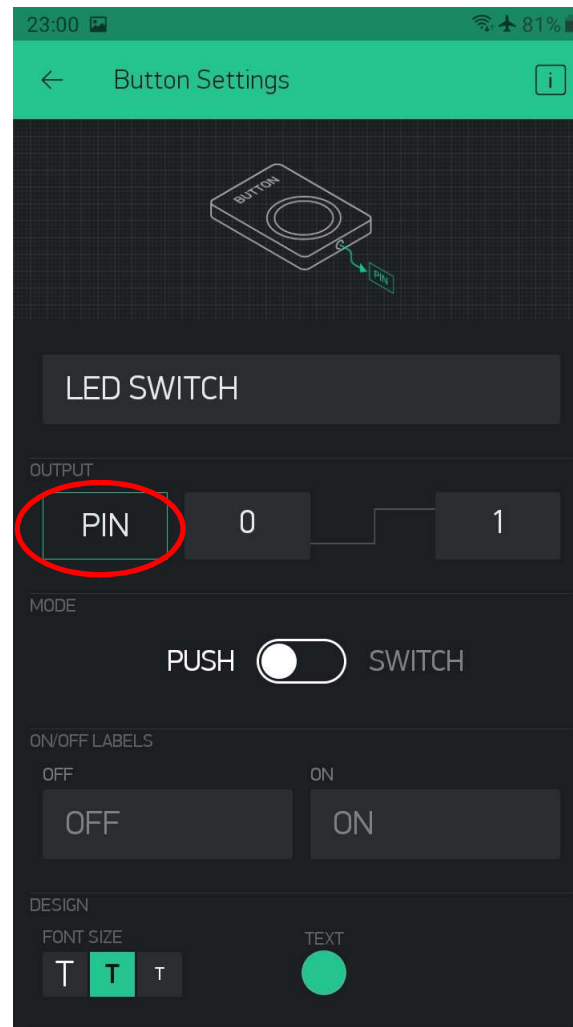 23:00 81%
Button Settings i
BUTTON
PIN
LED SWITCH
OUTPUT
PIN 0 1
MODE
PUSH SWITCH
ON/OFF LABELS
OFF ON
OFF ON
DESIGN
FONT SIZE TEXT
T T T